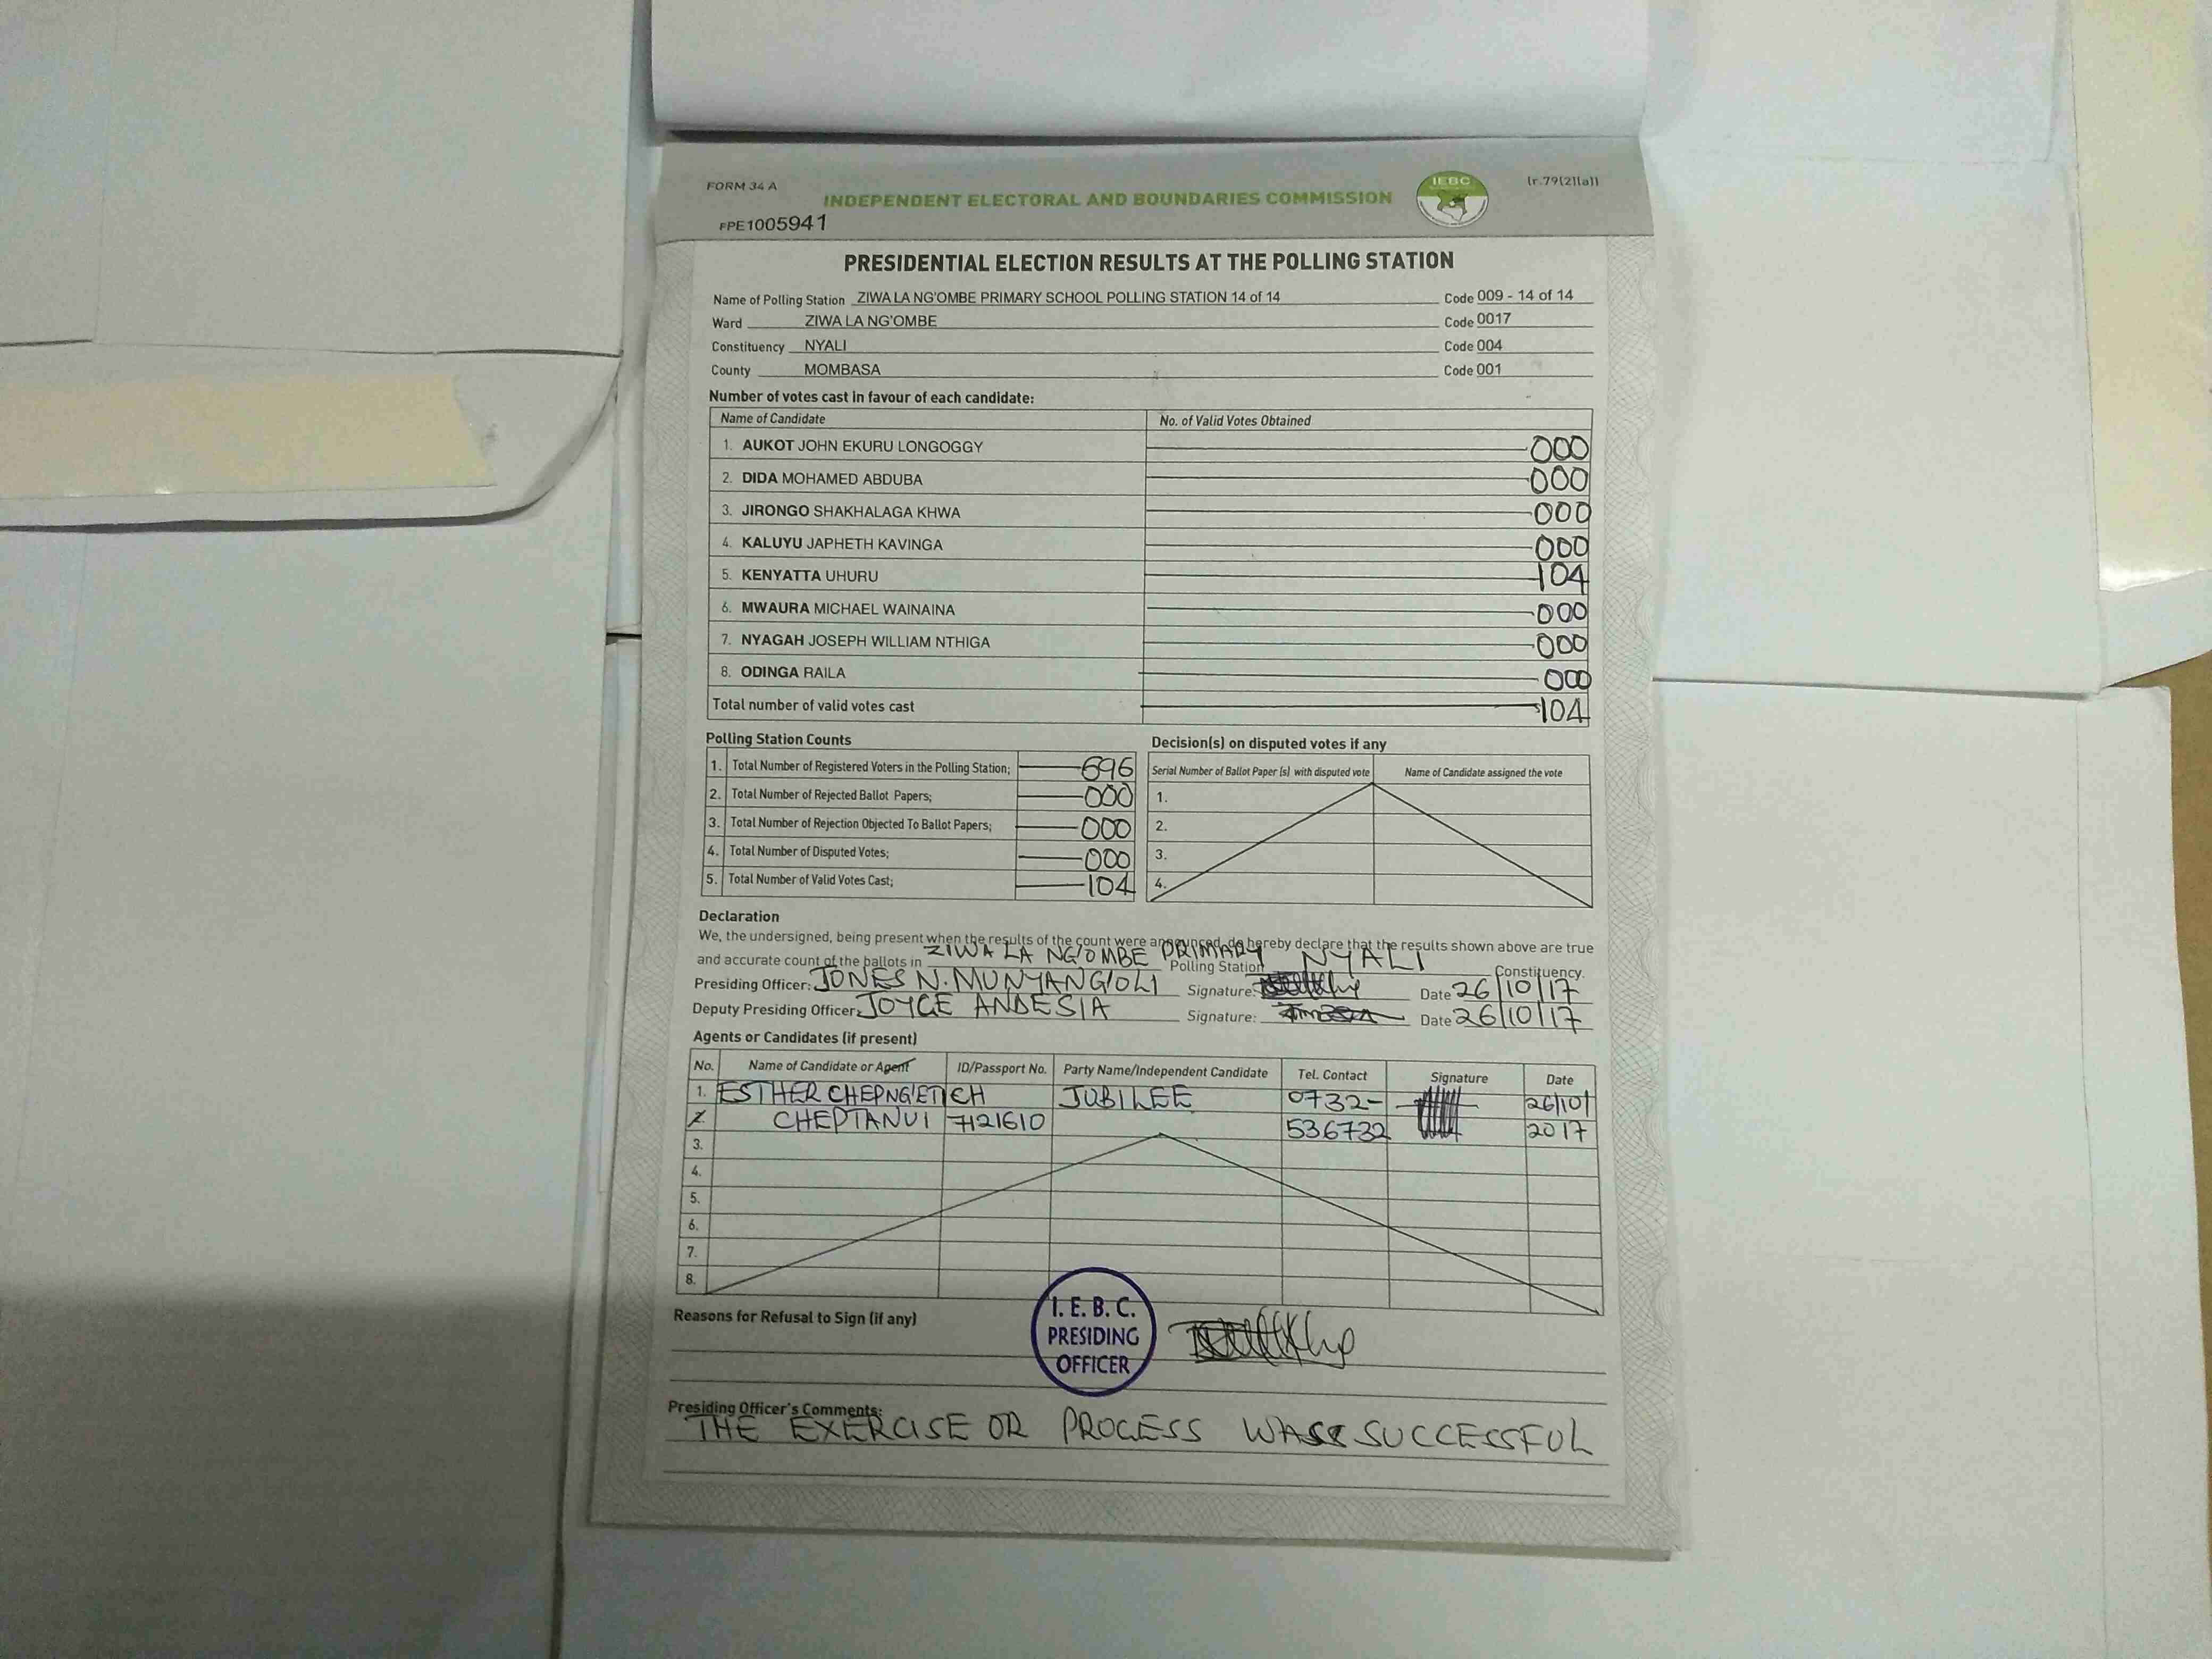 FORM 34 A
INDEPENDENT ELECTORAL AND BOUNDARIES COMMISSION
IEBC
(r.79(2)(a))
FPE1005941
PRESIDENTIAL ELECTION RESULTS AT THE POLLING STATION
Name of Polling Station ZIWA LA NG'OMBE PRIMARY SCHOOL POLLING STATION 14 of 14 Code 009 - 14 of 14
Ward ZIWA LA NG'OMBE Code 0017
Constituency NYALI Code 004
County MOMBASA Code 001
Number of votes cast in favour of each candidate:
Name of Candidate No. of Valid Votes Obtained
1. AUKOT JOHN EKURU LONGOGGY 000
2. DIDA MOHAMED ABDUBA 000
3. JIRONGO SHAKHALAGA KHWA 000
4. KALUYU JAPHETH KAVINGA 000
5. KENYATTA UHURU 104
6. MWAURA MICHAEL WAINAINA 000
7. NYAGAH JOSEPH WILLIAM NTHIGA 000
8. ODINGA RAILA 000
Total number of valid votes cast 104
Polling Station Counts
1. Total Number of Registered Voters in the Polling Station; 696
2. Total Number of Rejected Ballot Papers; 000
3. Total Number of Rejection Objected To Ballot Papers; 000
4. Total Number of Disputed Votes; 000
5. Total Number of Valid Votes Cast; 104
Decision(s) on disputed votes if any
Serial Number of Ballot Paper (s) with disputed vote Name of Candidate assigned the vote
1.
2.
3.
4.
Declaration
We, the undersigned, being present when the results of the count were announced, do hereby declare that the results shown above are true
and accurate count of the ballots in ZIWA LA NG'OMBE PRIMARY Polling Station NYALI Constituency.
Presiding Officer: JONES N. MUNYANG'OLI Signature: Date 26/10/17
Deputy Presiding Officer: JOYCE ANDESIA Signature: Date 26/10/17
Agents or Candidates (if present)
No. Name of Candidate or Agent ID/Passport No. Party Name/Independent Candidate Tel. Contact Signature Date
1. ESTHER CHEPNG'ETICH JUBILEE 0732- 26/10/
2. CHEPTANUI 7121610 536732 2017
3.
4.
5.
6.
7.
8.
Reasons for Refusal to Sign (if any)
I. E. B. C.
PRESIDING
OFFICER
Presiding Officer's Comments:
THE EXERCISE OR PROCESS WAS SUCCESSFUL